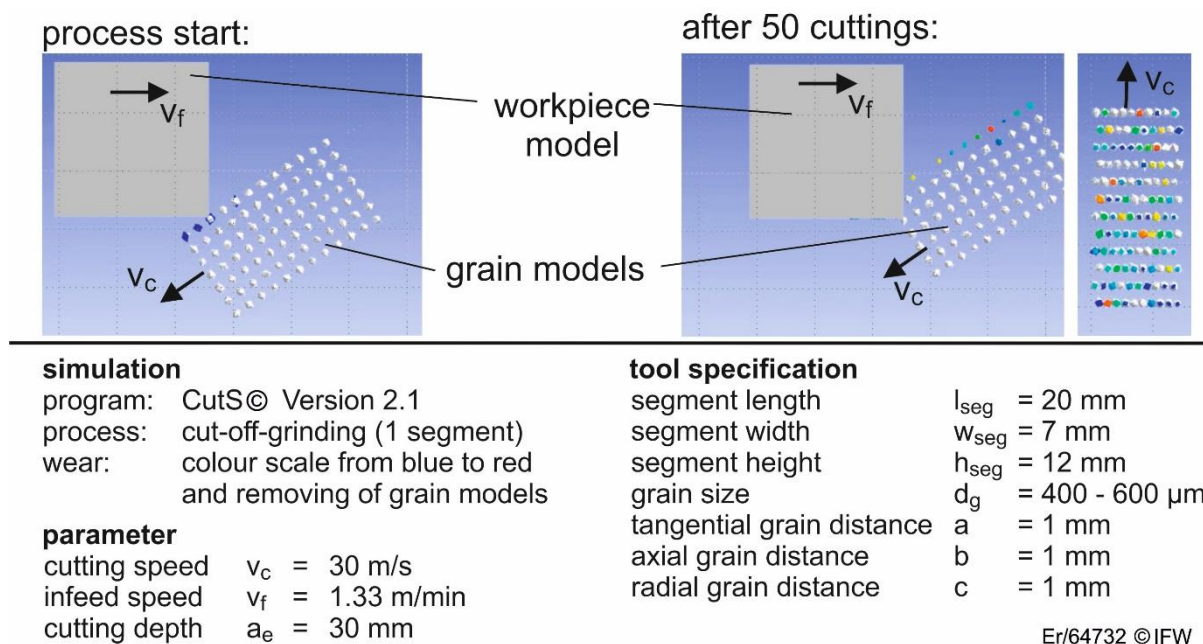 process start:
after 50 cuttings:
v_f
workpiece
model
v_f
v_c
v_c
grain models
v_c
simulation
program: CutS© Version 2.1
process: cut-off-grinding (1 segment)
wear: colour scale from blue to red
and removing of grain models
parameter
cutting speed v_c = 30 m/s
infeed speed v_f = 1.33 m/min
cutting depth a_e = 30 mm
tool specification
segment length l_seg = 20 mm
segment width w_seg = 7 mm
segment height h_seg = 12 mm
grain size d_g = 400 - 600 µm
tangential grain distance a = 1 mm
axial grain distance b = 1 mm
radial grain distance c = 1 mm
Er/64732 © IFW